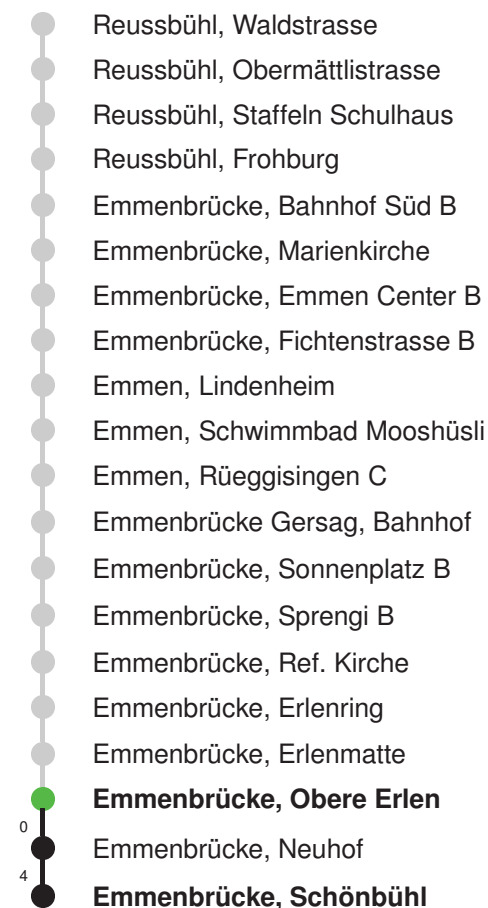 Reussbühl, Waldstrasse
Reussbühl, Obermättlistrasse
Reussbühl, Staffeln Schulhaus
Reussbühl, Frohburg
Emmenbrücke, Bahnhof Süd B
Emmenbrücke, Marienkirche
Emmenbrücke, Emmen Center B
Emmenbrücke, Fichtenstrasse B
Emmen, Lindenheim
Emmen, Schwimmbad Mooshüsli
Emmen, Rüeggisingen C
Emmenbrücke Gersag, Bahnhof
Emmenbrücke, Sonnenplatz B
Emmenbrücke, Sprengi B
Emmenbrücke, Ref. Kirche
Emmenbrücke, Erlenring
Emmenbrücke, Erlenmatte
Emmenbrücke, Obere Erlen
0
Emmenbrücke, Neuhof
4
Emmenbrücke, Schönbühl